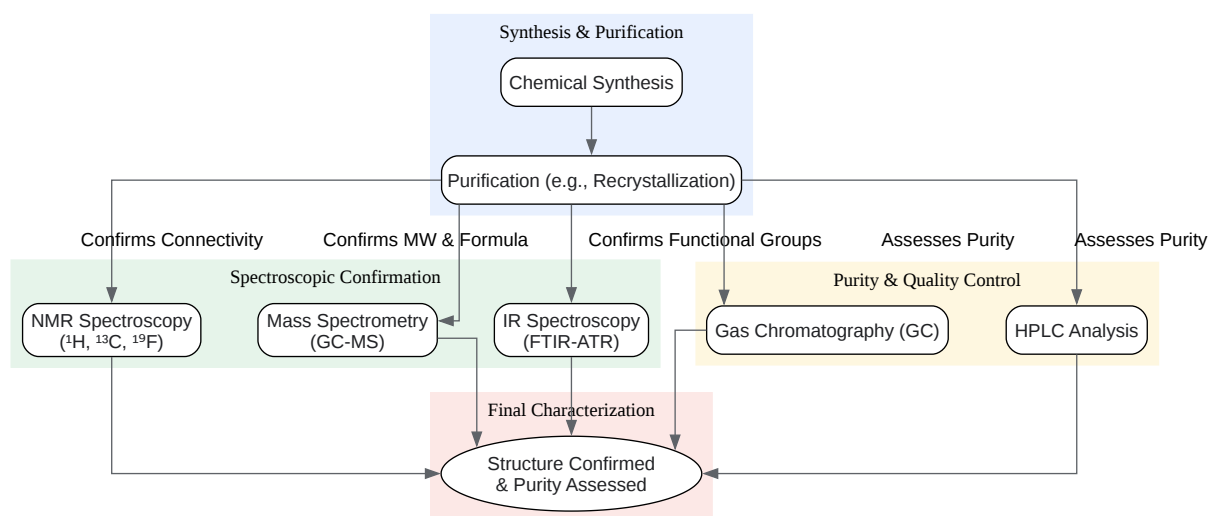 Synthesis & Purification
Chemical Synthesis
Purification (e.g., Recrystallization)
Confirms Connectivity
Confirms MW & Formula
Confirms Functional Groups
Assesses Purity
Assesses Purity
Spectroscopic Confirmation
Purity & Quality Control
NMR Spectroscopy
(¹H, ¹³C, ¹⁹F)
Mass Spectrometry
(GC-MS)
IR Spectroscopy
(FTIR-ATR)
Gas Chromatography (GC)
HPLC Analysis
Final Characterization
Structure Confirmed
& Purity Assessed